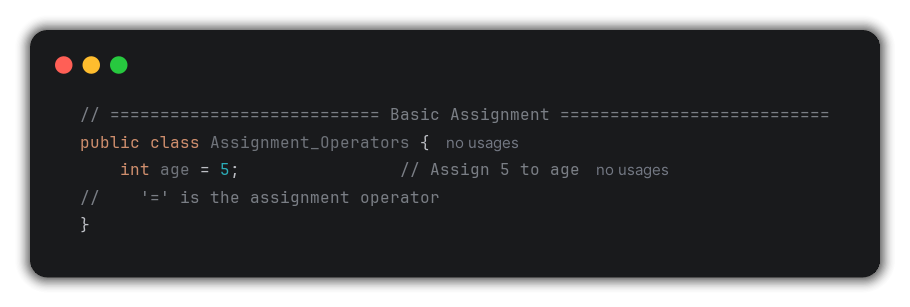 // =========================== Basic Assignment ===========================
public class Assignment_Operators {  no usages
    int age = 5;                // Assign 5 to age  no usages
//    '=' is the assignment operator
}